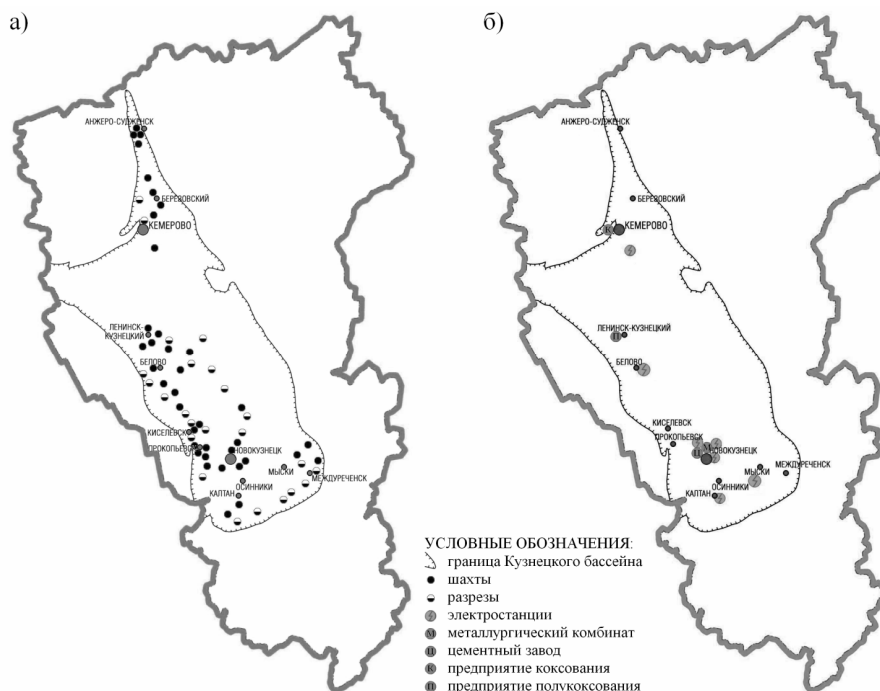 а)
АНЖЕРО-СУДЖЕНСК
БЕРЕЗОВСКИЙ
КЕМЕРОВО
ЛЕНИНСК-
КУЗНЕЦКИЙ
БЕЛОВО
КИСЕЛЕВСК
ПРОКОПЬЕВСК
НОВОКУЗНЕЦК
МЫСКИ
МЕЖДУРЕЧЕНСК
ОСИННИКИ
КАЛТАН
б)
АНЖЕРО-СУДЖЕНСК
БЕРЕЗОВСКИЙ
К
КЕМЕРОВО
ЛЕНИНСК-КУЗНЕЦКИЙ
П
БЕЛОВО
КИСЕЛЕВСК
ПРОКОПЬЕВСК
М
НОВОКУЗНЕЦК
МЫСКИ
МЕЖДУРЕЧЕНСК
ОСИННИКИ
КАЛТАН
УСЛОВНЫЕ ОБОЗНАЧЕНИЯ:
граница Кузнецкого бассейна
шахты
разрезы
электростанции
М металлургический комбинат
цементный завод
К предприятие коксования
П предприятие полукоксования